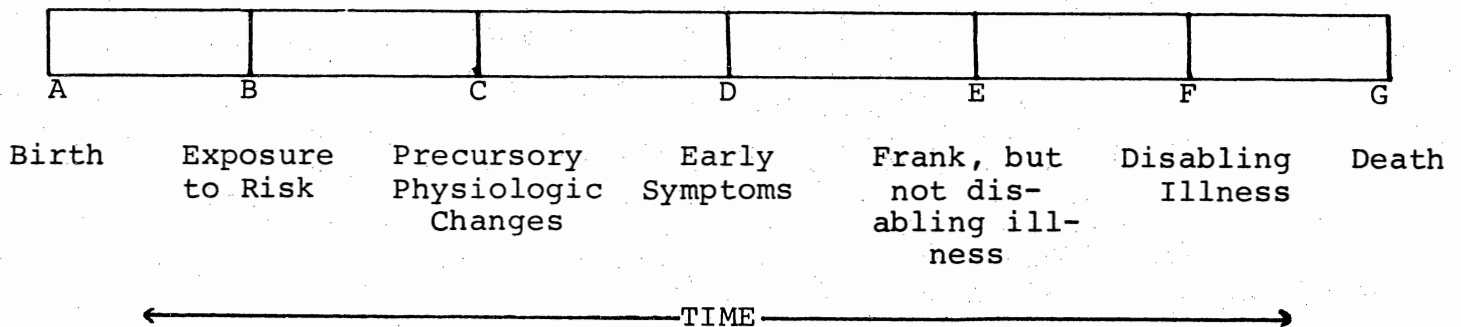 A B C D E F G
Birth Exposure Precursory Early Frank, but Disabling Death
to Risk Physiologic Symptoms not dis- Illness
Changes abling ill-
ness
TIME